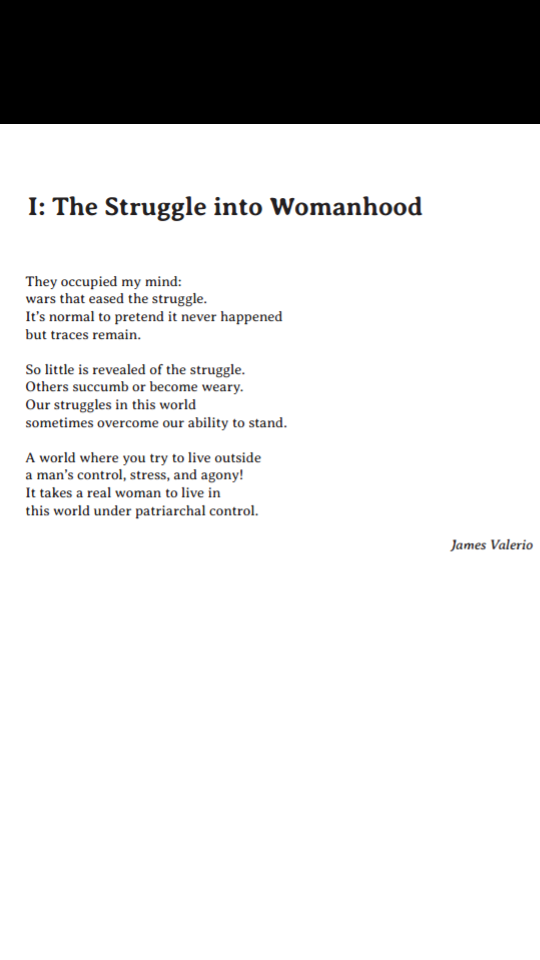 I: The Struggle into Womanhood
They occupied my mind:
wars that eased the struggle.
It's normal to pretend it never happened
but traces remain.
So little is revealed of the struggle.
Others succumb or become weary.
Our struggles in this world
sometimes overcome our ability to stand.
A world where you try to live outside
a man's control, stress, and agony!
It takes a real woman to live in
this world under patriarchal control.
James Valerio